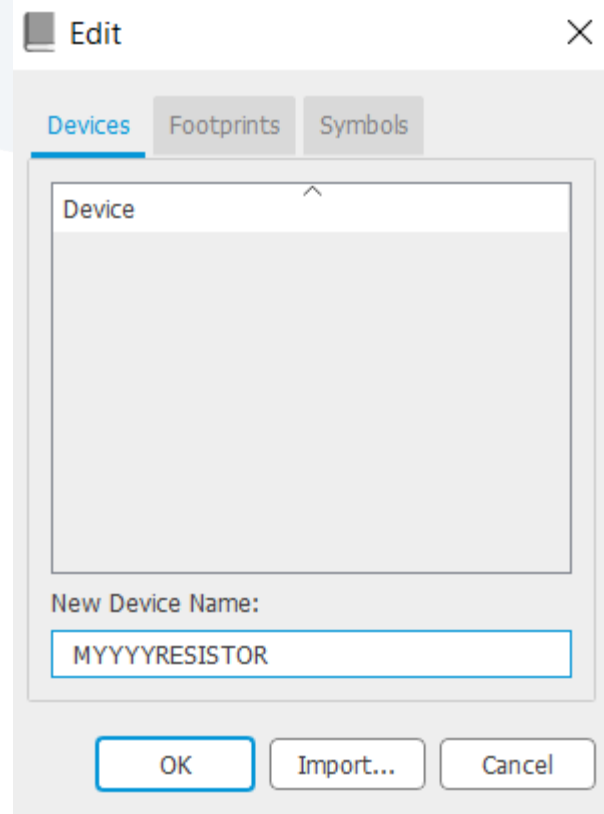 Edit
Devices Footprints Symbols
Device
New Device Name:
MYYYYRESISTOR
OK Import... Cancel